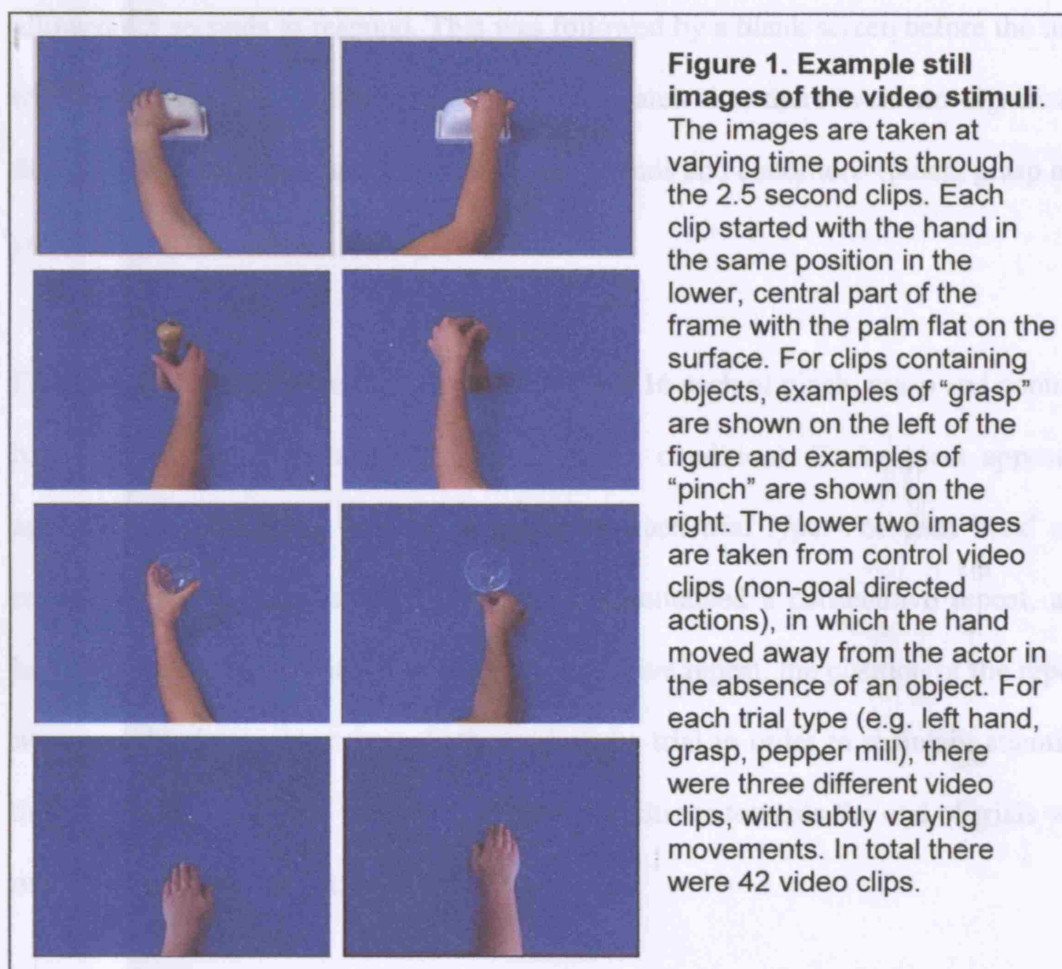 Figure 1. Example still
images of the video stimuli.
The images are taken at
varying time points through
the 2.5 second clips. Each
clip started with the hand in
the same position in the
lower, central part of the
frame with the palm flat on the
surface. For clips containing
objects, examples of “grasp”
are shown on the left of the
figure and examples of
“pinch” are shown on the
right. The lower two images
are taken from control video
clips (non-goal directed
actions), in which the hand
moved away from the actor in
the absence of an object. For
each trial type (e.g. left hand,
grasp, pepper mill), there
were three different video
clips, with subtly varying
movements. In total there
were 42 video clips.